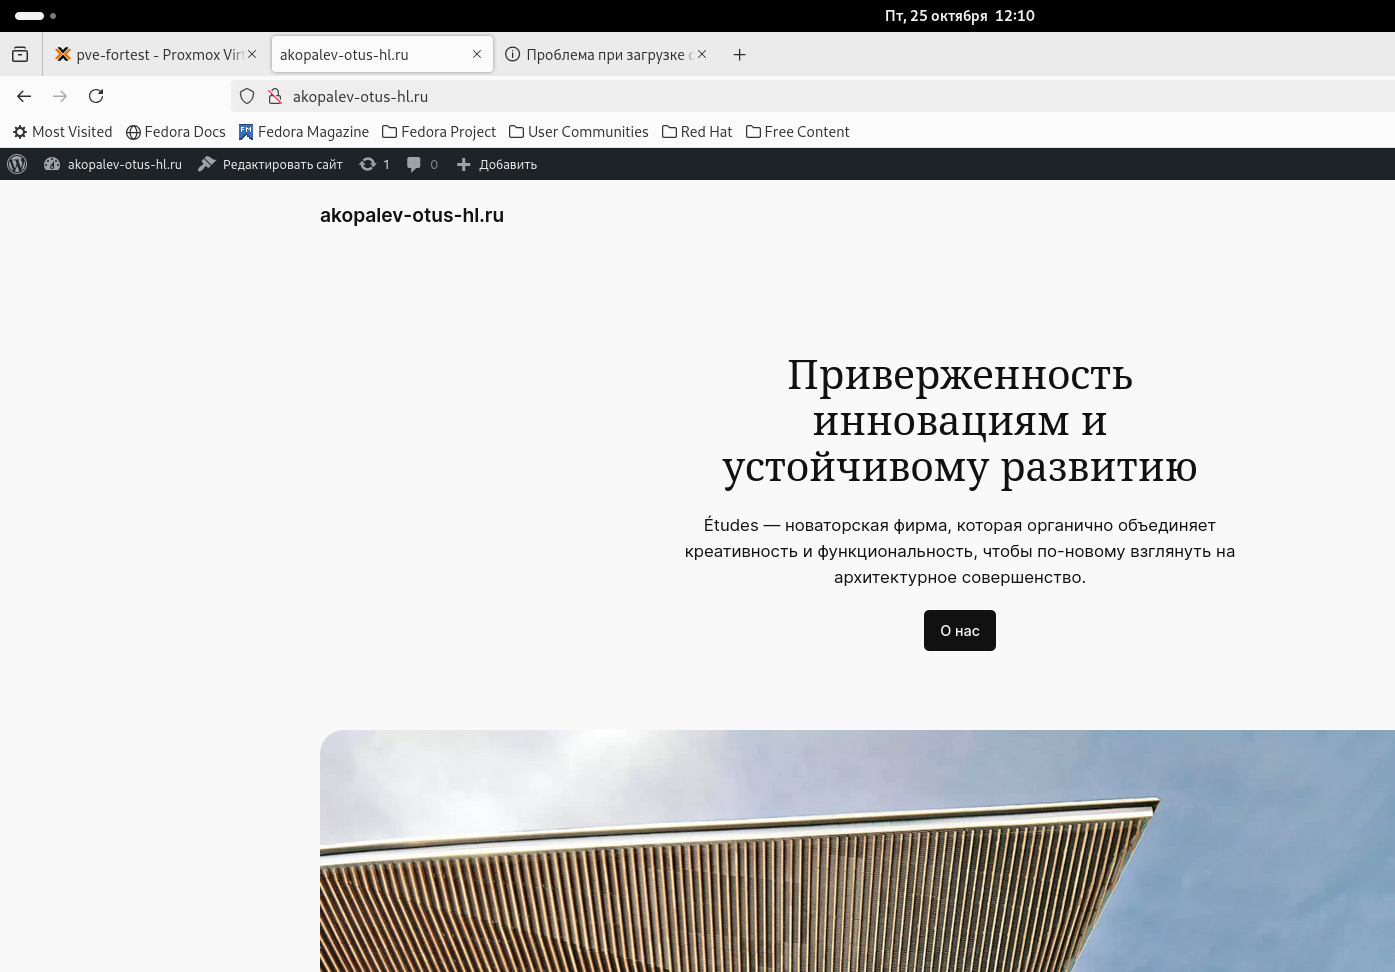 Пт, 25 октября 12:10
pve-fortest - Proxmox Vir
akopalev-otus-hl.ru
Проблема при загрузке
akopalev-otus-hl.ru
Most Visited
Fedora Docs
FM
Fedora Magazine
Fedora Project
User Communities
Red Hat
Free Content
akopalev-otus-hl.ru
Редактировать сайт
1
0
Добавить
akopalev-otus-hl.ru
Приверженность
инновациям и
устойчивому развитию
Études — новаторская фирма, которая органично объединяет
креативность и функциональность, чтобы по-новому взглянуть на
архитектурное совершенство.
О нас